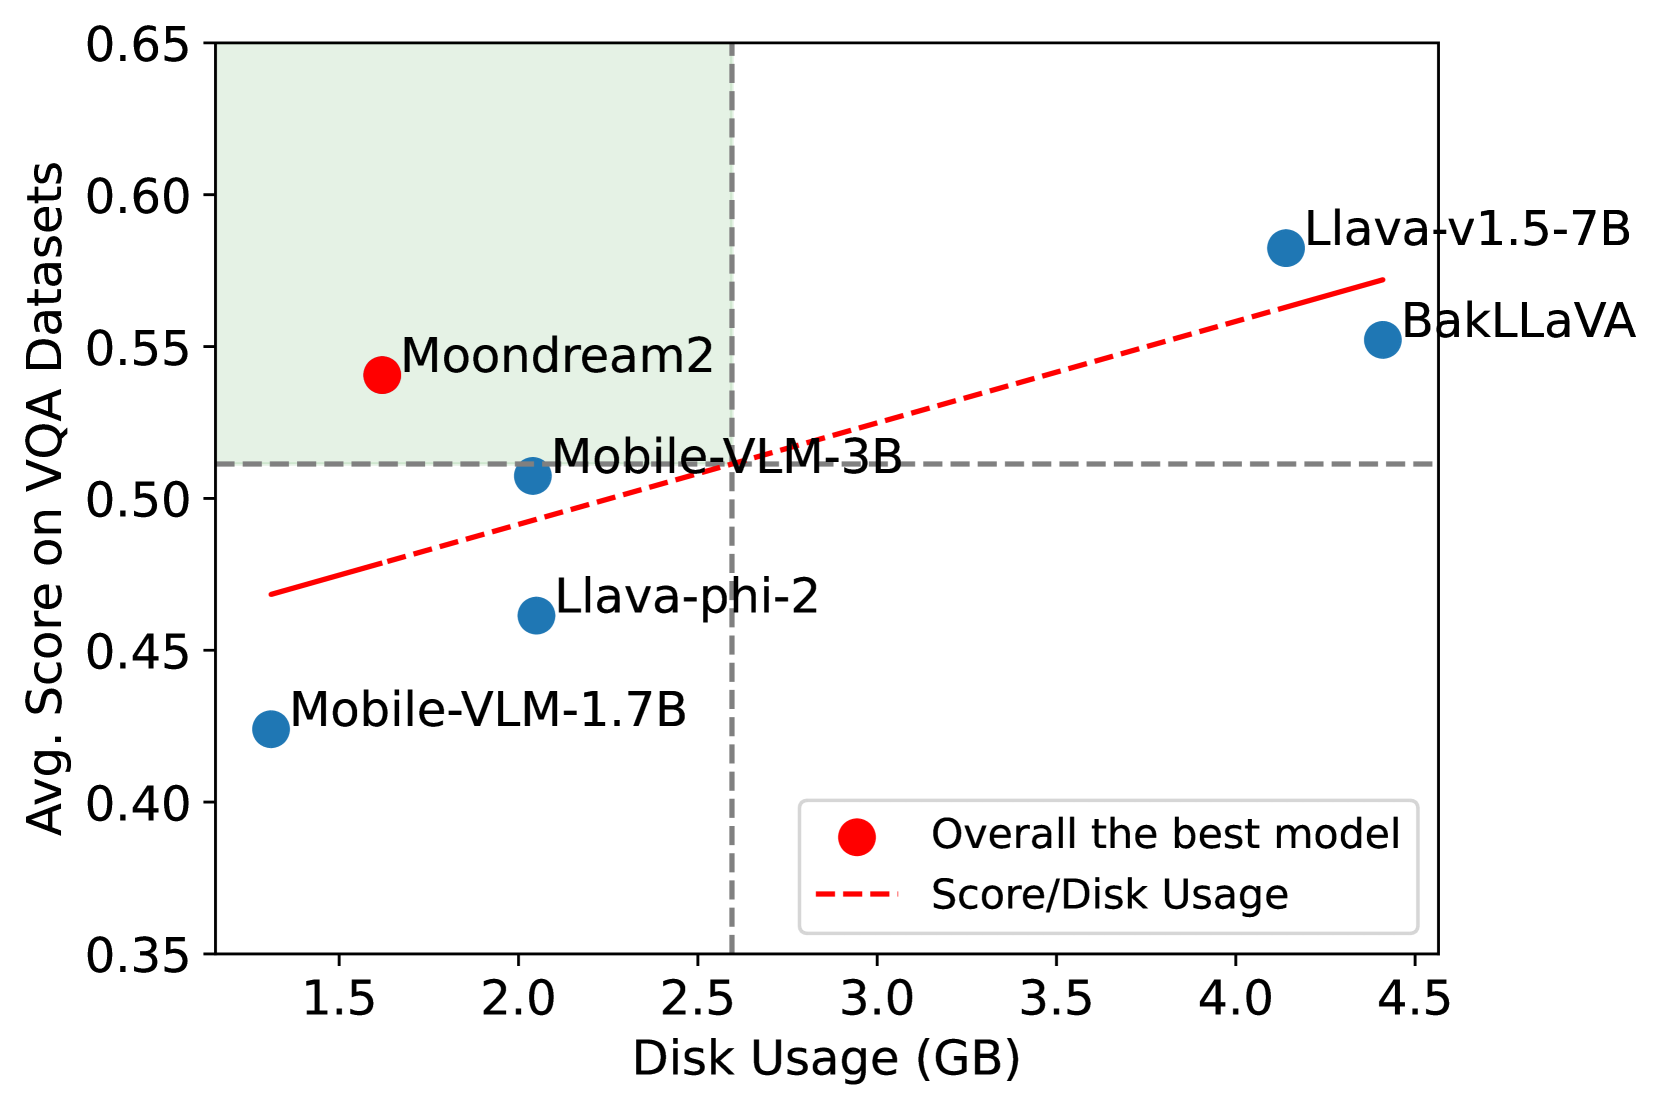 0.65
0.60
0.55
0.50
0.45
0.40
0.35
Avg. Score on VQA Datasets
Llava-v1.5-7B
BakLLaVA
Moondream2
Mobile-VLM-3B
Llava-phi-2
Mobile-VLM-1.7B
Overall the best model
Score/Disk Usage
1.5 2.0 2.5 3.0 3.5 4.0 4.5
Disk Usage (GB)